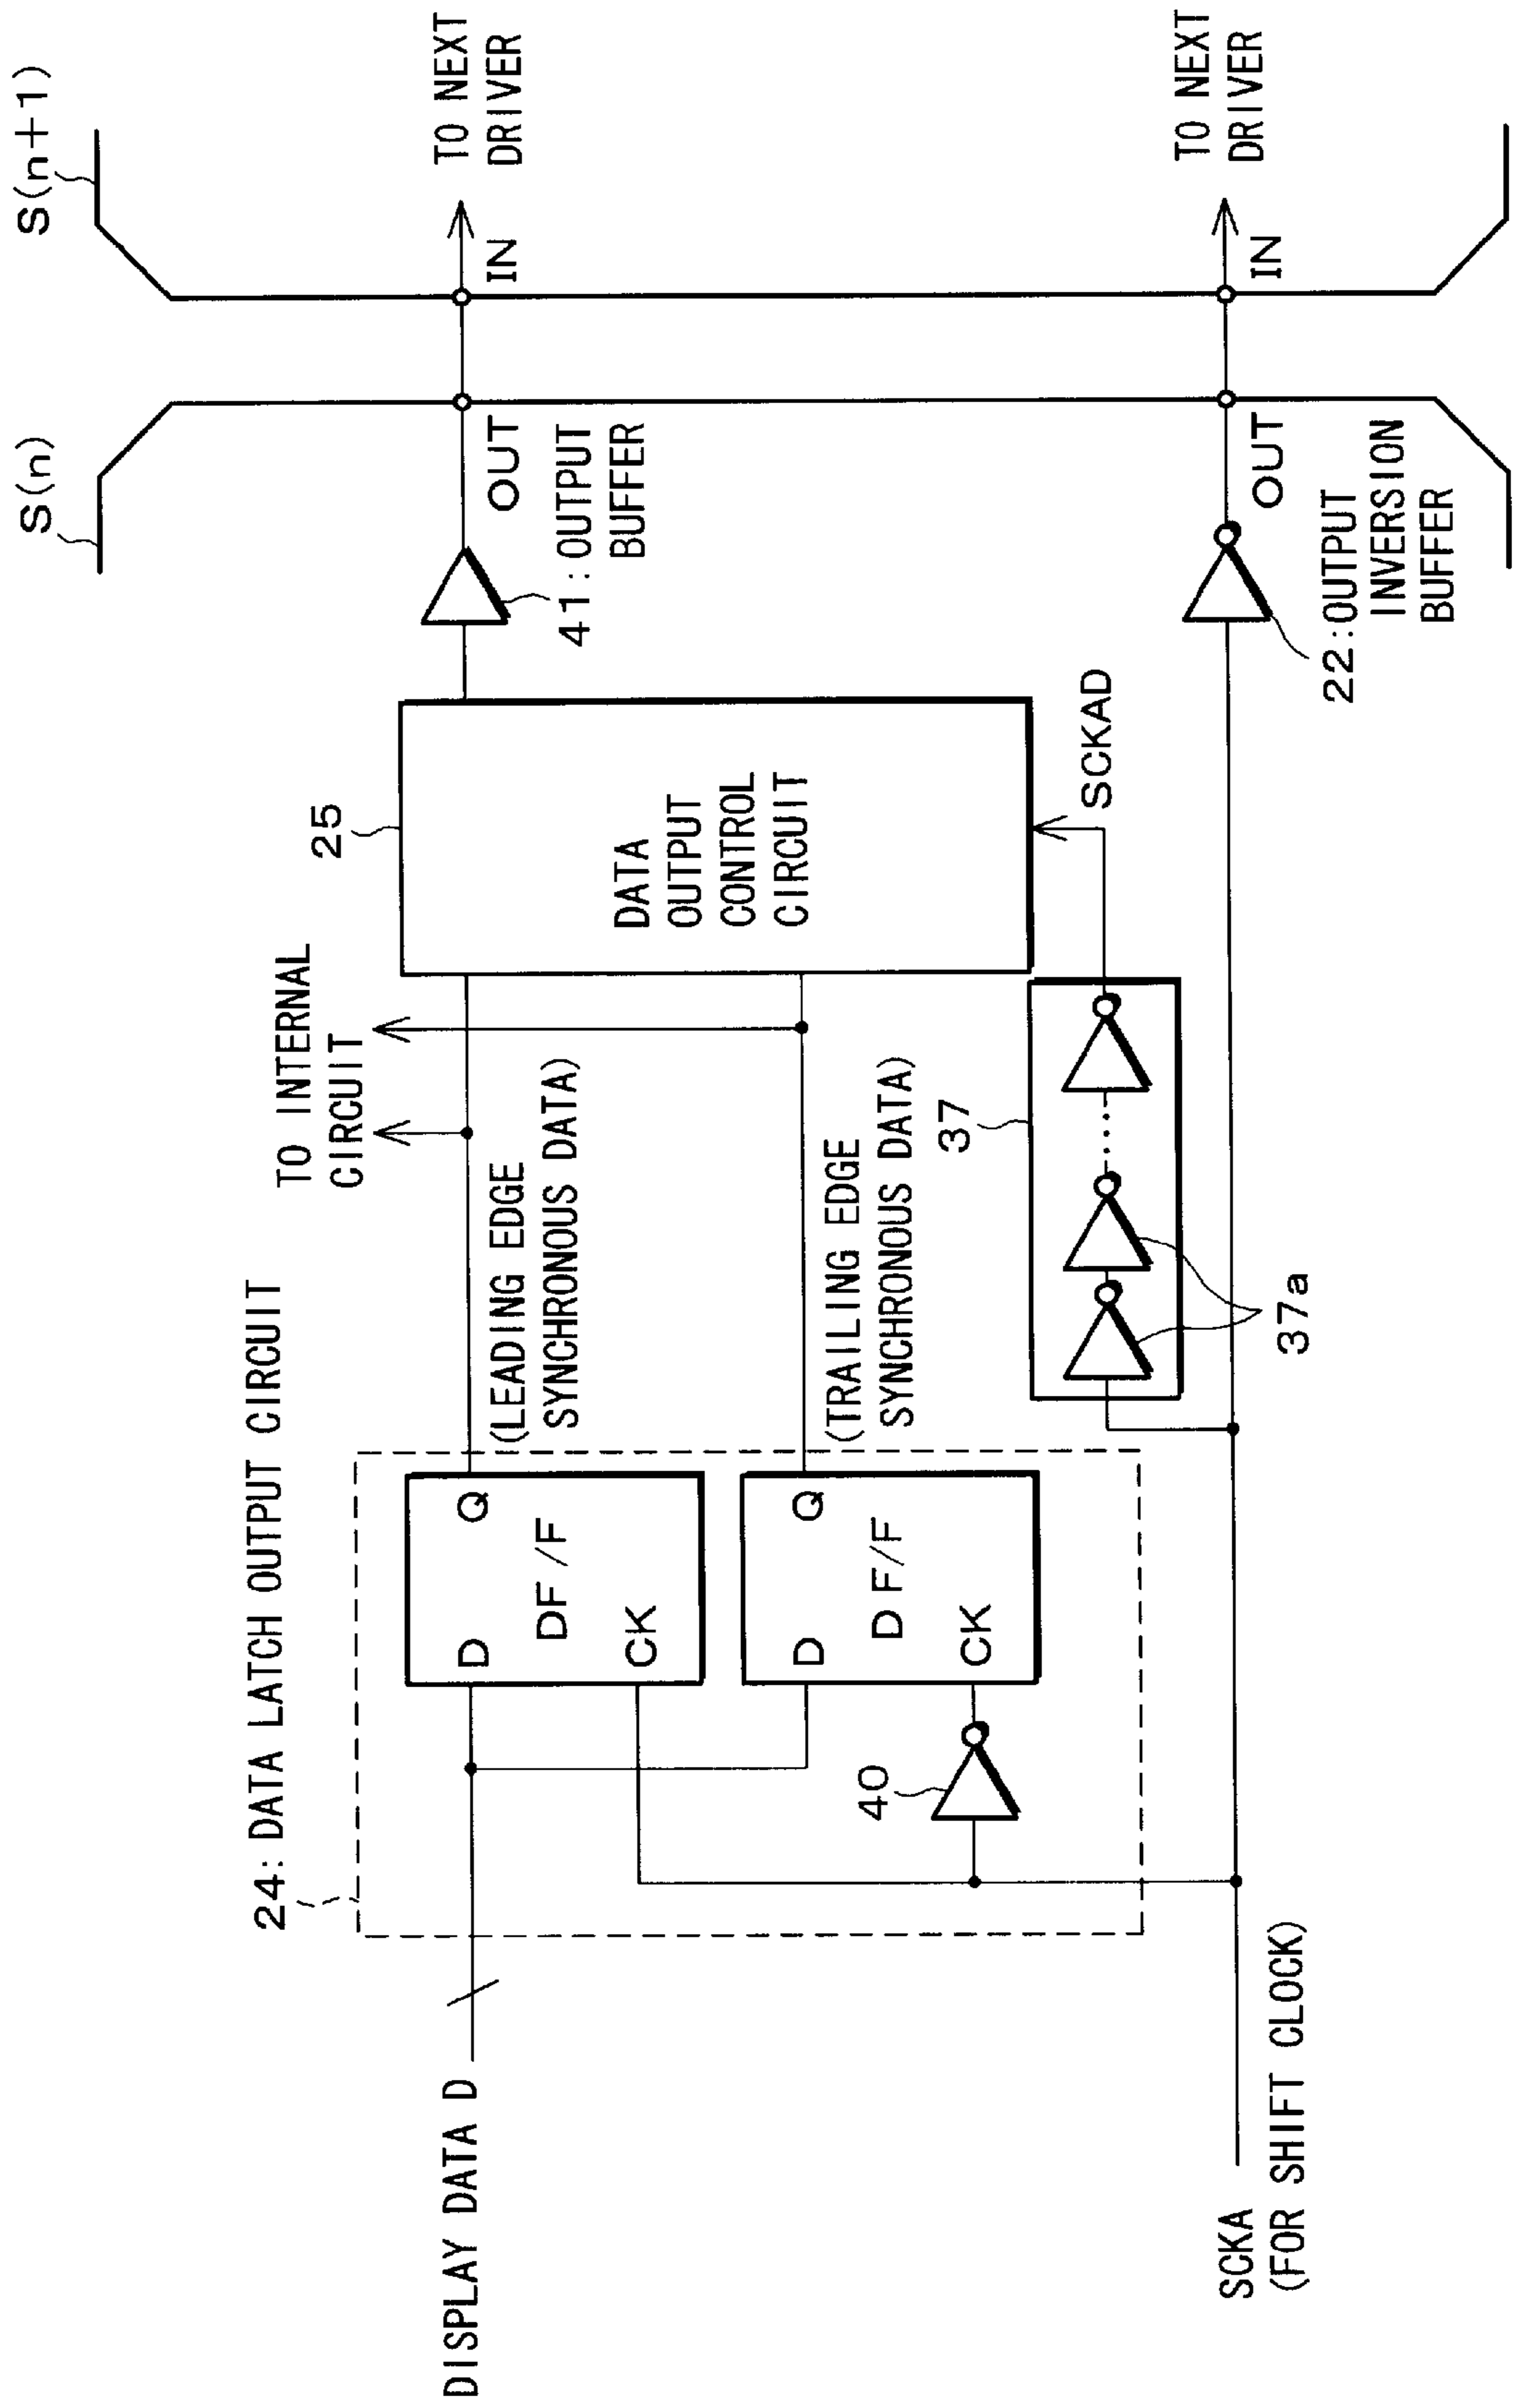 S(n)
S(n+1)
24: DATA LATCH OUTPUT CIRCUIT
TO INTERNAL
CIRCUIT
25
DISPLAY DATA D
D
Q
DF/F
CK
(LEADING EDGE
SYNCHRONOUS DATA)
DATA
OUTPUT
CONTROL
CIRCUIT
41:OUTPUT
BUFFER
OUT
IN
TO NEXT
DRIVER
D
Q
D F/F
CK
40
(TRAILING EDGE
SYNCHRONOUS DATA)
37
37a
SCKAD
SCKA
(FOR SHIFT CLOCK)
22:OUTPUT
INVERSION
BUFFER
OUT
IN
TO NEXT
DRIVER